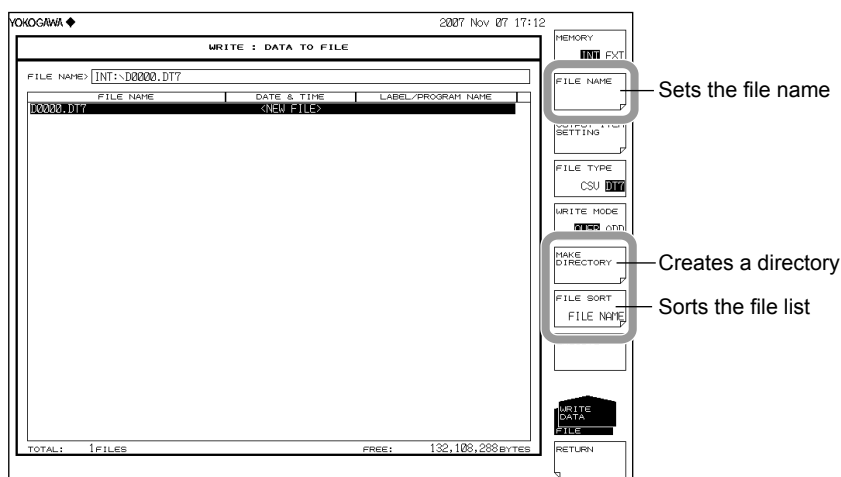 YOKOGAWA ◆
2007 Nov 07 17:12
WRITE : DATA TO FILE
FILE NAME> INT:\D0000.DT7
FILE NAME DATE & TIME LABEL/PROGRAM NAME
D0000.DT7 <NEW FILE>
TOTAL: 1FILES FREE: 132,108,288BYTES
MEMORY
INT EXT
FILE NAME
OUTPUT ITEM
SETTING
FILE TYPE
CSV DT7
WRITE MODE
OVER ADD
MAKE
DIRECTORY
FILE SORT
FILE NAME
WRITE
DATA
FILE
RETURN
Sets the file name
Creates a directory
Sorts the file list